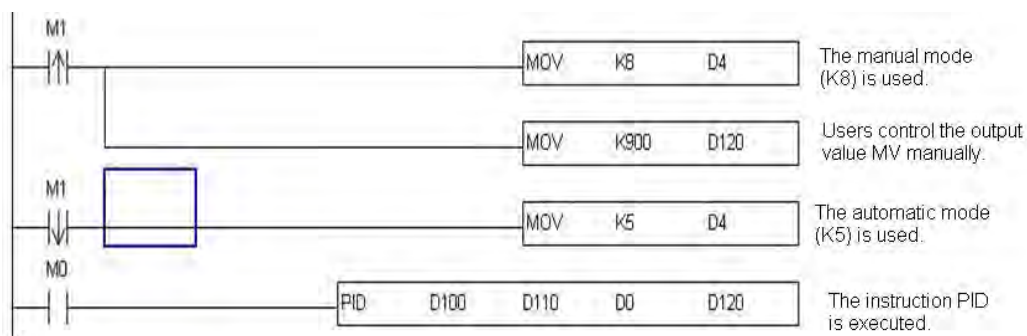 M1
MOV K8 D4
The manual mode
(K8) is used.
MOV K900 D120
Users control the output
value MV manually.
M1
MOV K5 D4
The automatic mode
(K5) is used.
M0
PID D100 D110 D0 D120
The instruction PID
is executed.